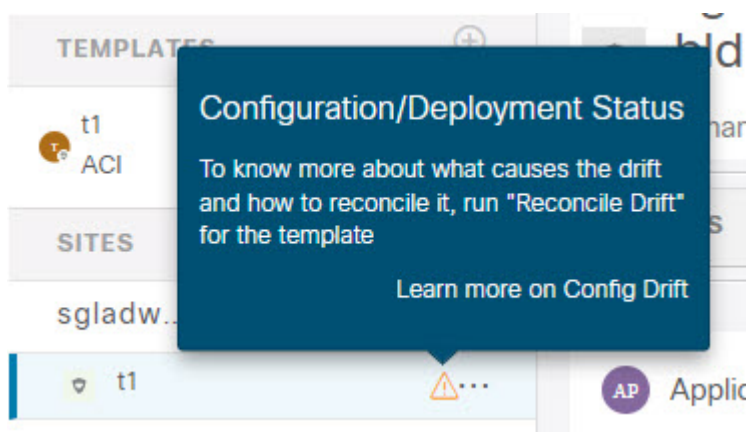 TEMPLATES
t1
ACI
Configuration/Deployment Status
To know more about what causes the drift
and how to reconcile it, run "Reconcile Drift"
for the template
Learn more on Config Drift
SITES
sgladw...
t1
AP
Applic